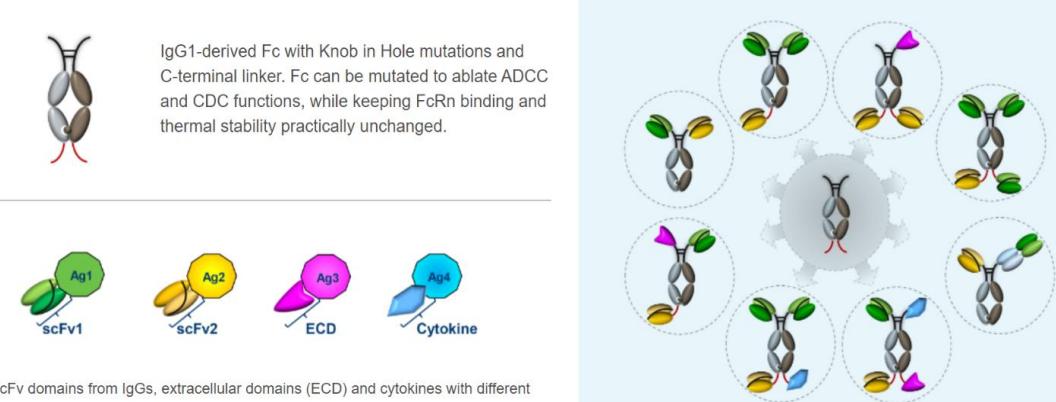 IgG1-derived Fc with Knob in Hole mutations and
C-terminal linker. Fc can be mutated to ablate ADCC
and CDC functions, while keeping FcRn binding and
thermal stability practically unchanged.
Ag1
scFv1
Ag2
scFv2
Ag3
ECD
Ag4
Cytokine
cFv domains from IgGs, extracellular domains (ECD) and cytokines with different